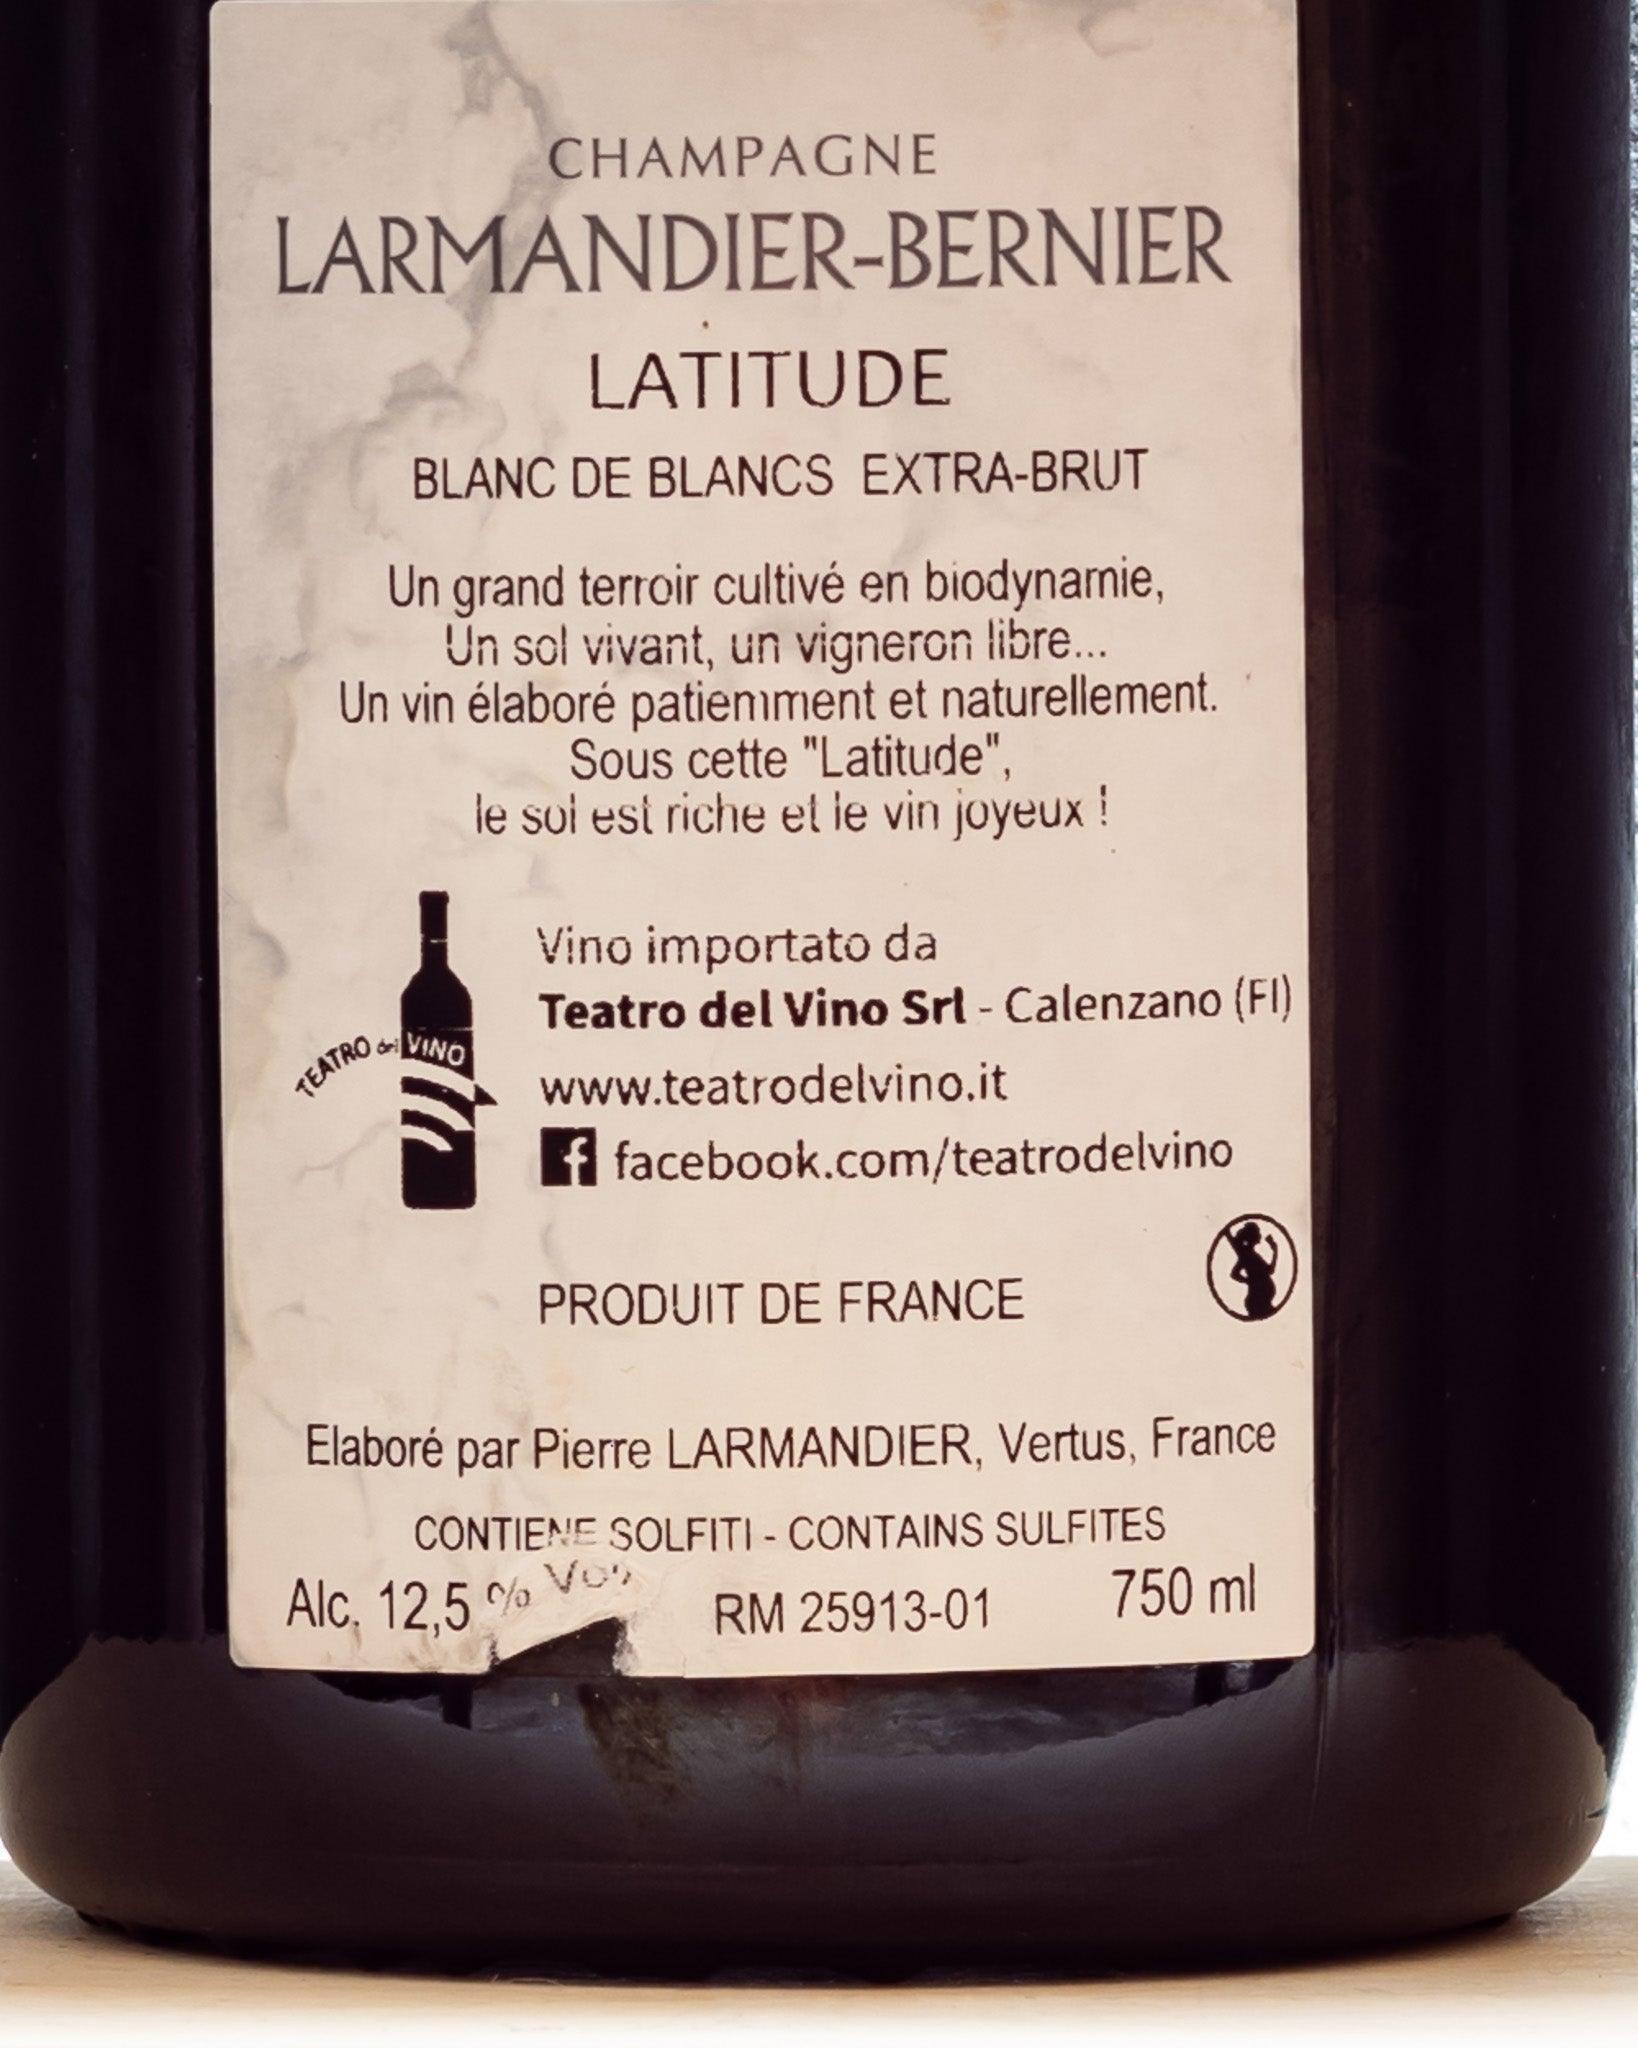 CHAMPAGNE
LARMANDIER-BERNIER
LATITUDE
BLANC DE BLANCS EXTRA-BRUT
Un grand terroir cultivé en biodynamie,
Un sol vivant, un vigneron libre...
Un vin élaboré patiemment et naturellement.
Sous cette "Latitude",
le sol est riche et le vin joyeux !
TEATRO del VINO
Vino importato da
Teatro del Vino Srl - Calenzano (FI)
www.teatrodelvino.it
facebook.com/teatrodelvino
PRODUIT DE FRANCE
Elaboré par Pierre LARMANDIER, Vertus, France
CONTIENE SOLFITI - CONTAINS SULFITES
Alc. 12,5 % Vol. RM 25913-01 750 ml